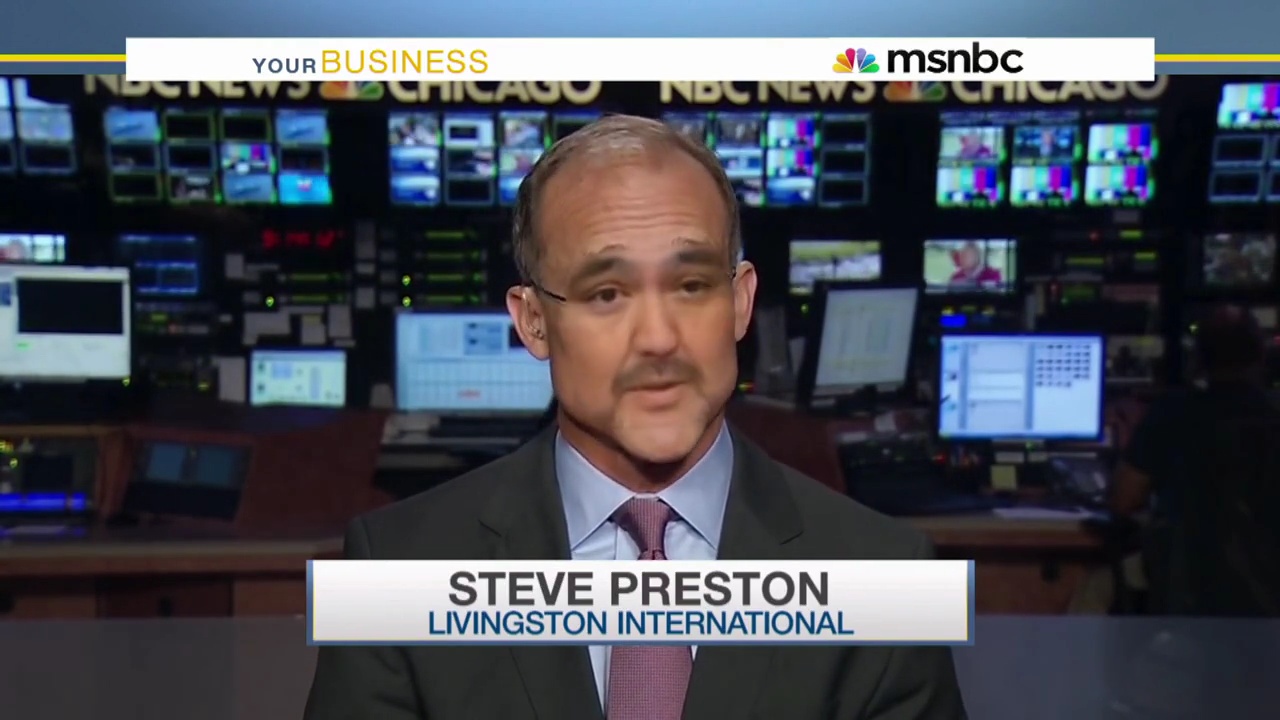 YOUR BUSINESS
msnbc
NBC NEWS CHICAGO NBC NEWS CHICAGO
STEVE PRESTON
LIVINGSTON INTERNATIONAL